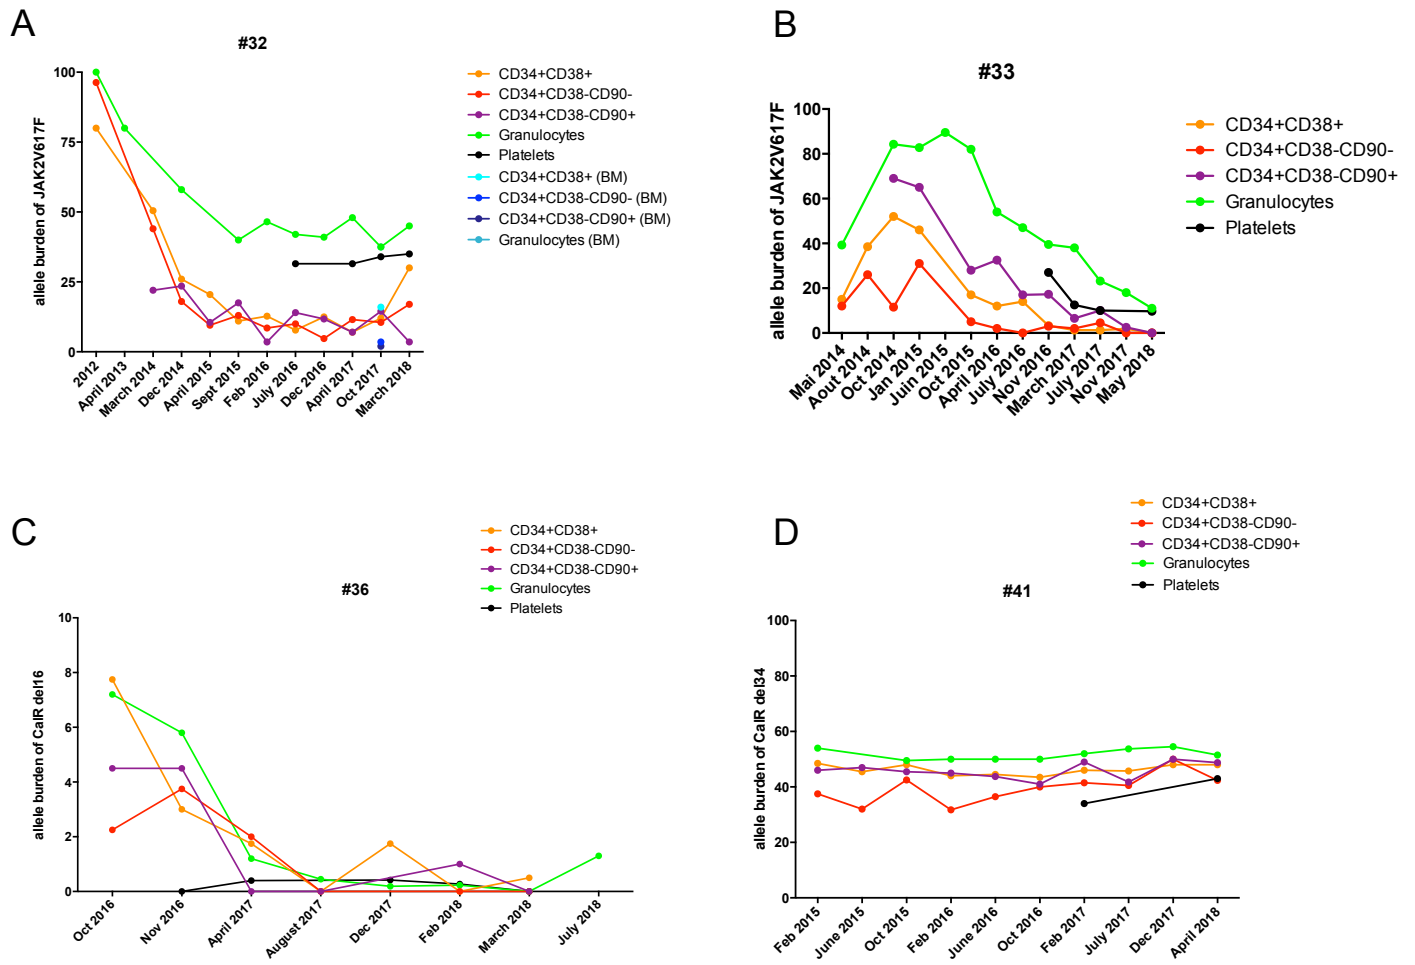 A
#32
allele burden of JAK2V617F
100
75
50
25
0
2012
April 2013
March 2014
Dec 2014
April 2015
Sept 2015
Feb 2016
July 2016
Dec 2016
April 2017
Oct 2017
March 2018
CD34+CD38+
CD34+CD38-CD90-
CD34+CD38-CD90+
Granulocytes
Platelets
CD34+CD38+ (BM)
CD34+CD38-CD90- (BM)
CD34+CD38-CD90+ (BM)
Granulocytes (BM)
B
#33
allele burden of JAK2V617F
100
80
60
40
20
0
Mai 2014
Aout 2014
Oct 2014
Jan 2015
Juin 2015
Oct 2015
April 2016
July 2016
Nov 2016
March 2017
July 2017
Nov 2017
May 2018
CD34+CD38+
CD34+CD38-CD90-
CD34+CD38-CD90+
Granulocytes
Platelets
C
CD34+CD38+
CD34+CD38-CD90-
CD34+CD38-CD90+
Granulocytes
Platelets
#36
allele burden of CalR del16
10
8
6
4
2
0
Oct 2016
Nov 2016
April 2017
August 2017
Dec 2017
Feb 2018
March 2018
July 2018
D
CD34+CD38+
CD34+CD38-CD90-
CD34+CD38-CD90+
Granulocytes
Platelets
#41
allele burden of CalR del34
100
80
60
40
20
0
Feb 2015
June 2015
Oct 2015
Feb 2016
June 2016
Oct 2016
Feb 2017
July 2017
Dec 2017
April 2018